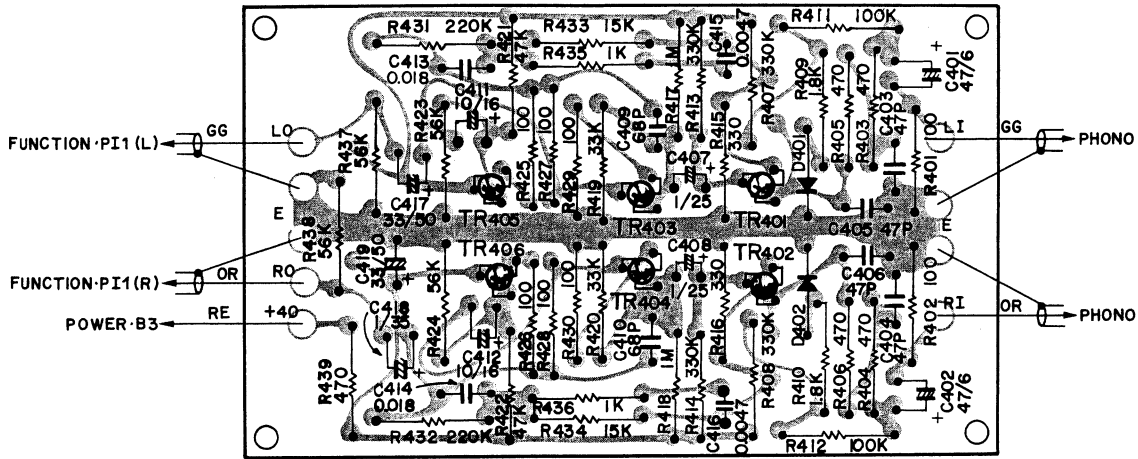 R431 220K
R421
47K
R433 15K
R435 1K
1M
330K
C415
0.0047
330K
R411 100K
C413
0.018
C411
10/16
R423
56K
100
100
100
33K
C409
68P
R417
R413
R415
330
R407
R409
1.8K
470
470
C403
47P
C401
47/6
+
FUNCTION·PI1(L)
GG
LO
R437
56K
R425
R427
R429
R419
C407
+
1/25
D401
R405
R403
100
LI
GG
PHONO
R401
C417
33/50
TR405
TR403
TR401
C405 47P
E
E
R438
56K
C419
33/50
TR406
C408
+
1/25
TR402
C406
47P
FUNCTION·PI1(R)
OR
RO
56K
100
100
100
33K
TR404
330
100
RI
OR
PHONO
POWER·B3
RE
+40
C418
R424
C412
10/16
R426
R428
R430
R420
C410
68P
1M
330K
R416
330K
D402
470
470
C404
47P
R402
R439
470
C414
0.018
R422
47K
R436 1K
R418
R414
C416
0.0047
R408
R410
1.8K
R406
R404
C402
47/6
+
R432 220K
R434 15K
R412 100K